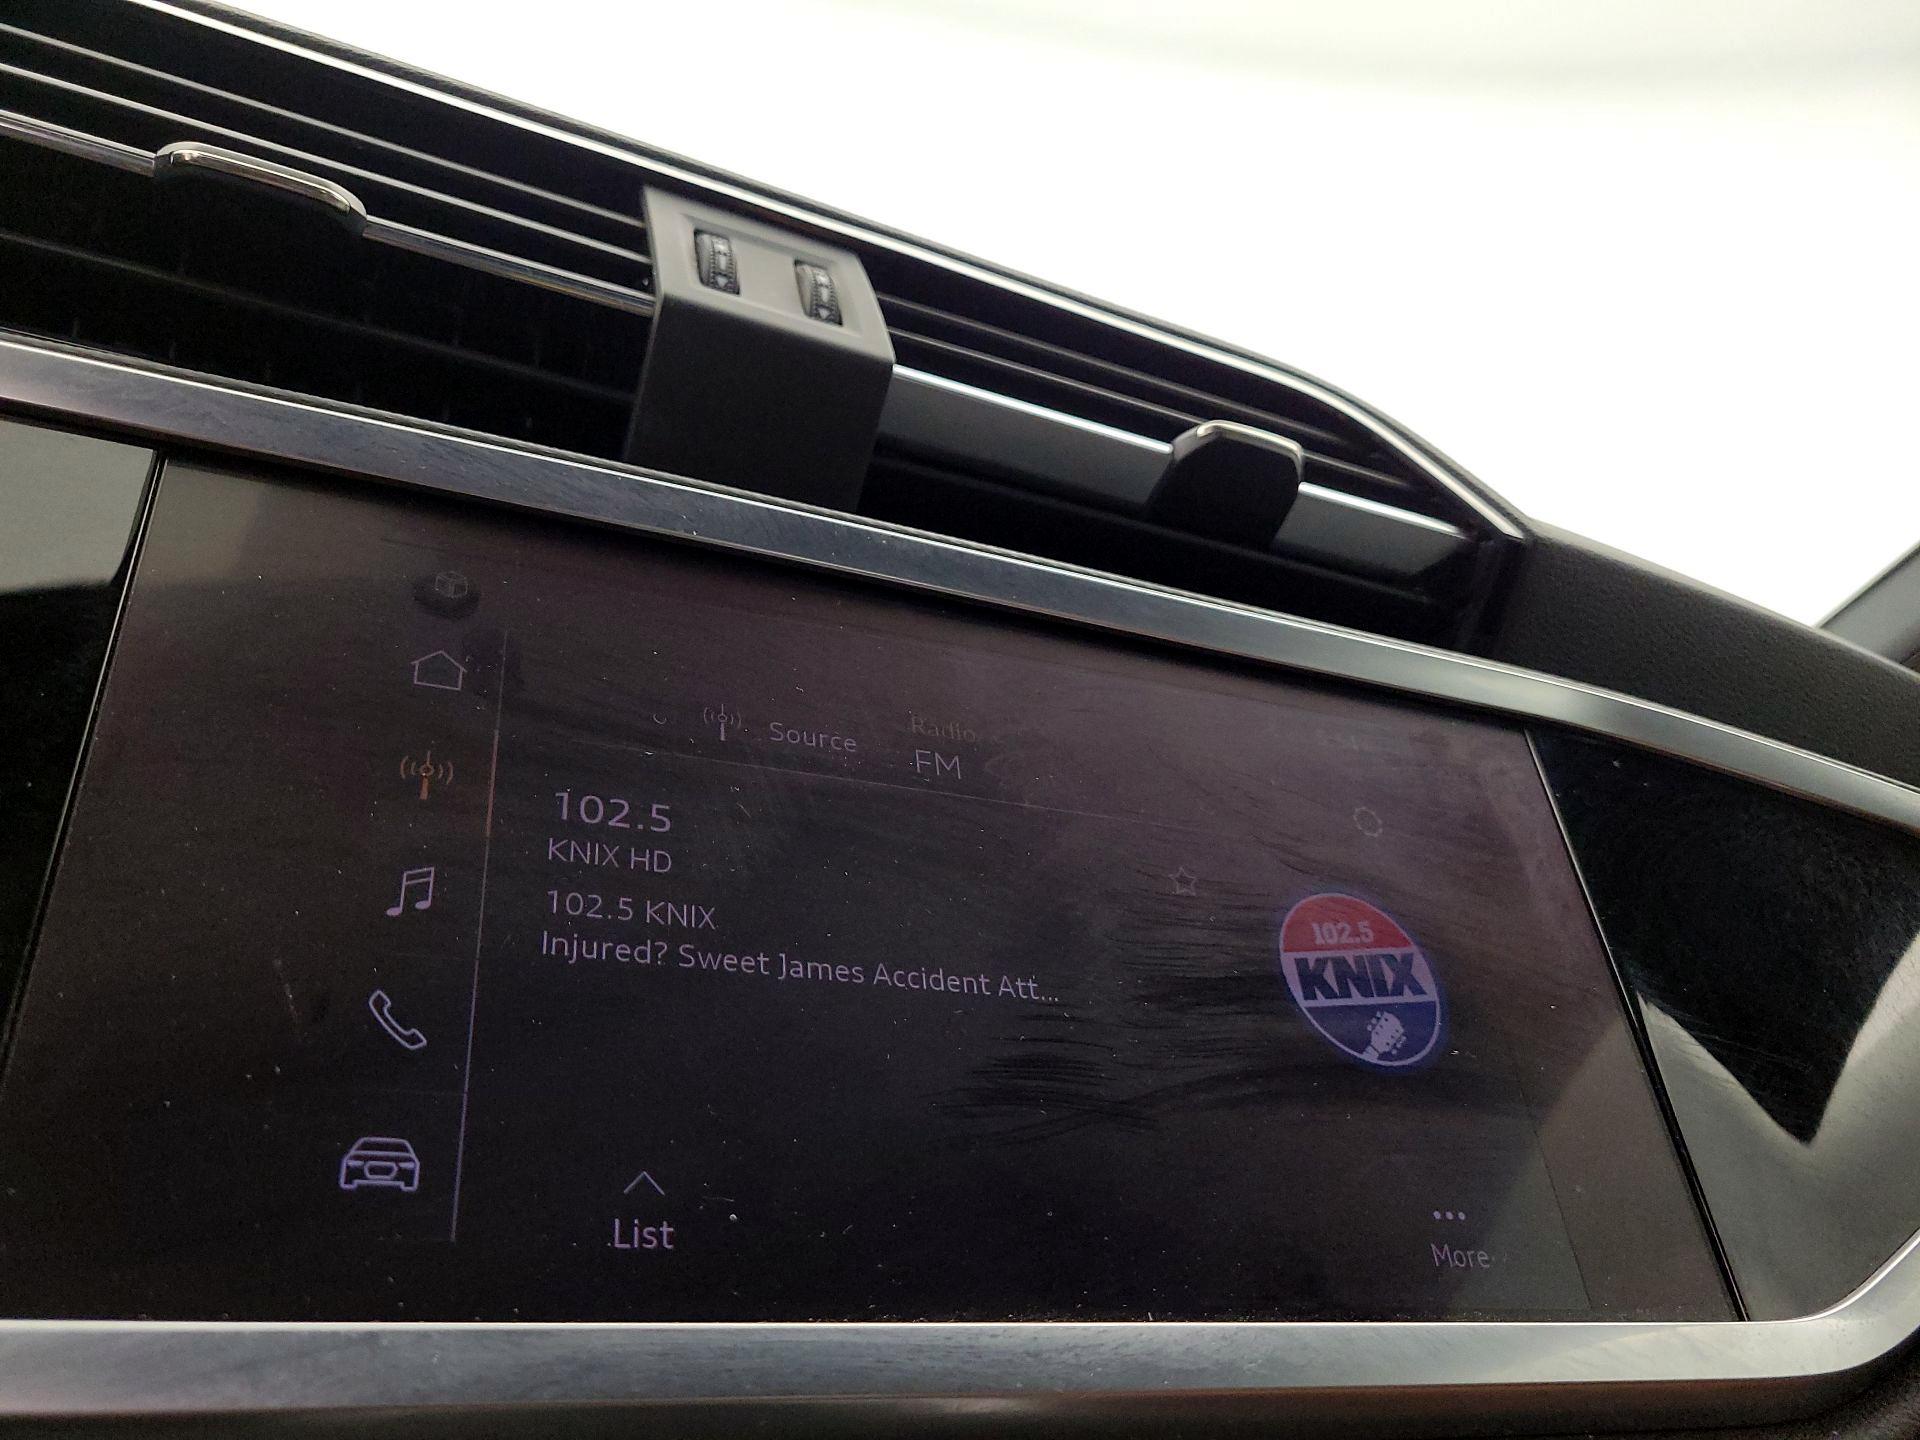 Radio
Source
FM
102.5
KNIX HD
102.5 KNIX
Injured? Sweet James Accident Att...
102.5
KNIX
List
More